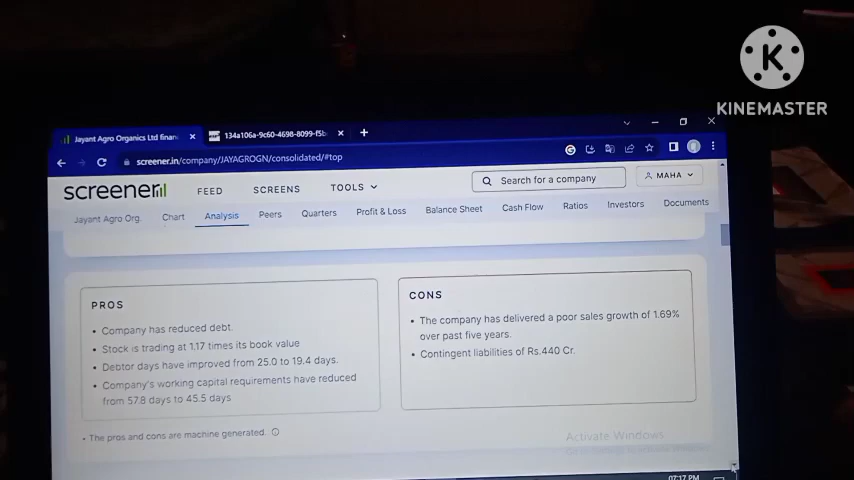 K
KINEMASTER
Jayant Agro Organics Ltd finan
134a106a-9c60-4698-8099-f5b
screener.in/company/JAYAGROGN/consolidated/#top
screener
FEED
SCREENS
TOOLS
Search for a company
MAHA
Jayant Agro Org.
Chart
Analysis
Peers
Quarters
Profit & Loss
Balance Sheet
Cash Flow
Ratios
Investors
Documents
PROS
• Company has reduced debt.
• Stock is trading at 1.17 times its book value
• Debtor days have improved from 25.0 to 19.4 days.
• Company's working capital requirements have reduced
from 57.8 days to 45.5 days
CONS
• The company has delivered a poor sales growth of 1.69%
over past five years.
• Contingent liabilities of Rs.440 Cr.
• The pros and cons are machine generated.
Activate Windows
07:17 PM